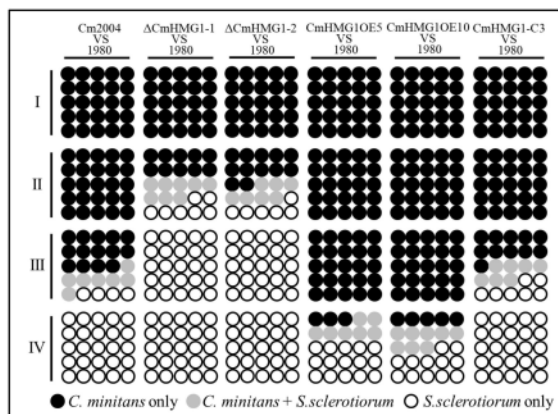 Cm2004 ΔCmHMG1-1 ΔCmHMG1-2 CmHMG1OE5 CmHMG1OE10 CmHMG1-C3
VS VS VS VS VS VS
1980 1980 1980 1980 1980 1980
I
II
III
IV
C. minitans only C. minitans + S.sclerotiorum S.sclerotiorum only